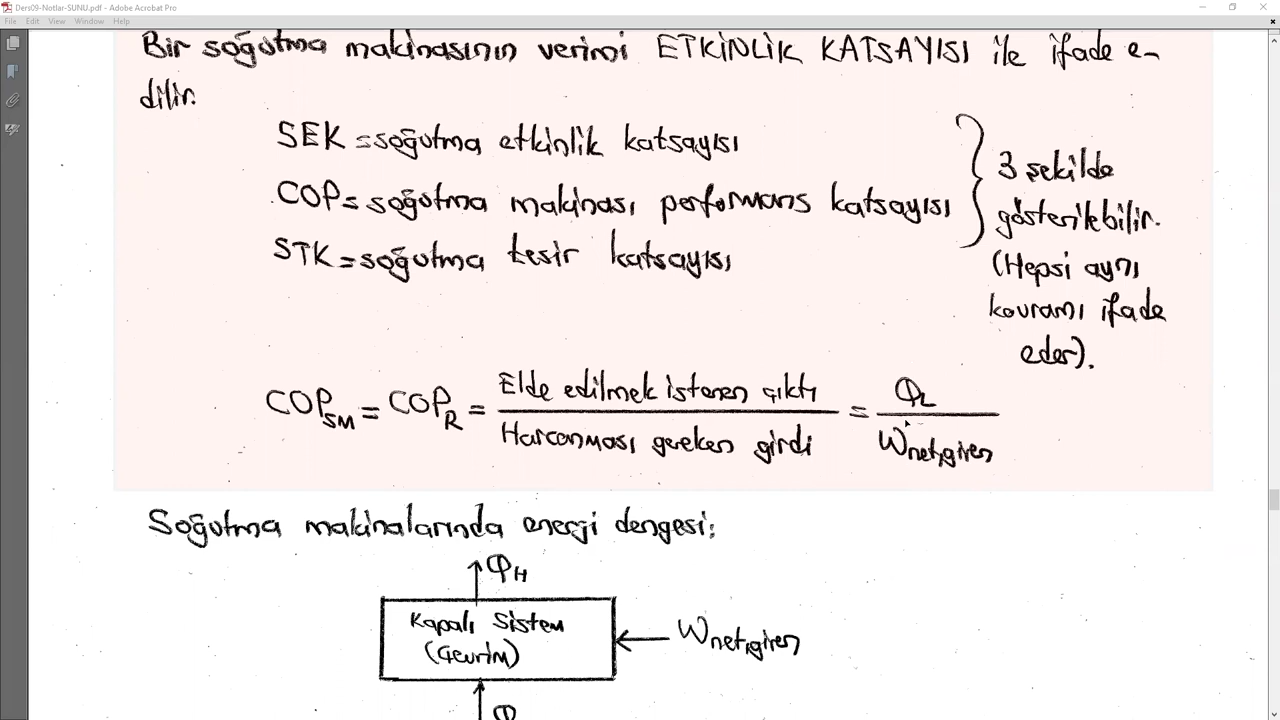 Ders09-Notlar-SUNU.pdf - Adobe Acrobat Pro
File Edit View Window Help
Bir soğutma makinasının verimi ETKİNLİK KATSAYISI ile ifade e-
dilir.
SEK = soğutma etkinlik katsayısı
COP = soğutma makinası performans katsayısı
STK = soğutma tesir katsayısı
3 şekilde
gösterilebilir.
(Hepsi aynı
kavramı ifade
eder).
COP_SM = COP_R = Elde edilmek istenen çıktı / Harcanması gereken girdi = Q_L / W_net,giren
Soğutma makinalarında enerji dengesi:
Q_H
Kapalı Sistem
(Çevrim)
W_net,giren